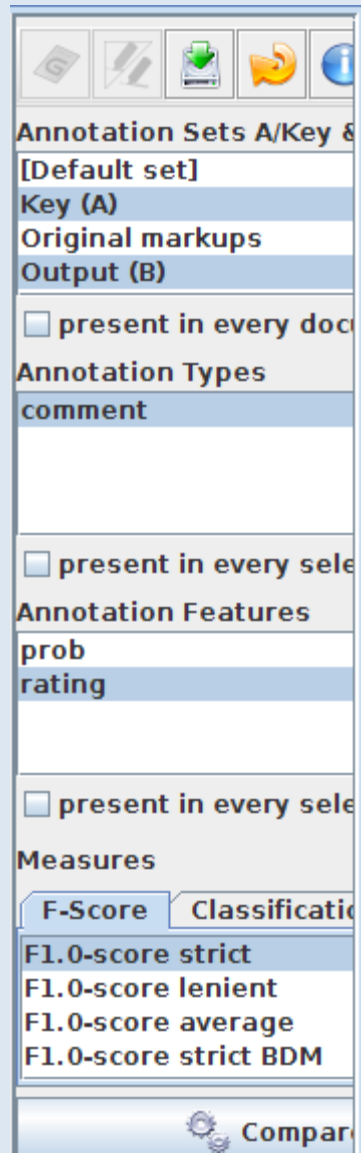 Annotation Sets A/Key &
[Default set]
Key (A)
Original markups
Output (B)
present in every docu
Annotation Types
comment
present in every sele
Annotation Features
prob
rating
present in every sele
Measures
F-Score Classificatio
F1.0-score strict
F1.0-score lenient
F1.0-score average
F1.0-score strict BDM
Compar